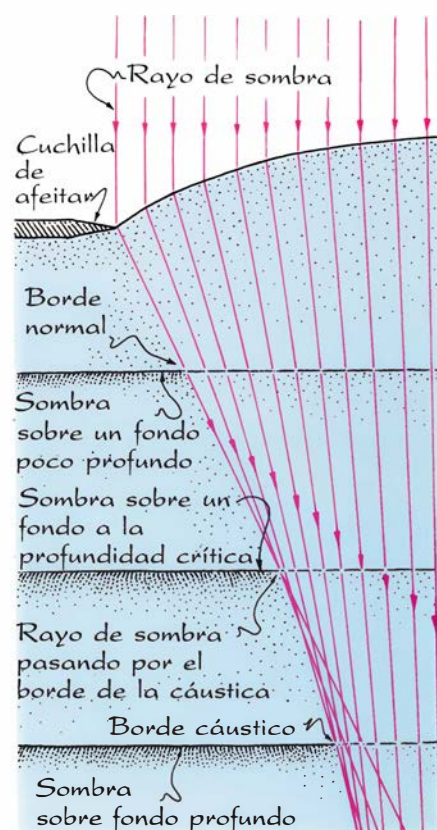 Rayo de sombra
Cuchilla
de
afeitar
Borde
normal
Sombra
sobre un fondo
poco profundo
Sombra sobre un
fondo a la
profundidad crítica
Rayo de sombra
pasando por el
borde de la cáustica
Borde cáustico
Sombra
sobre fondo profundo